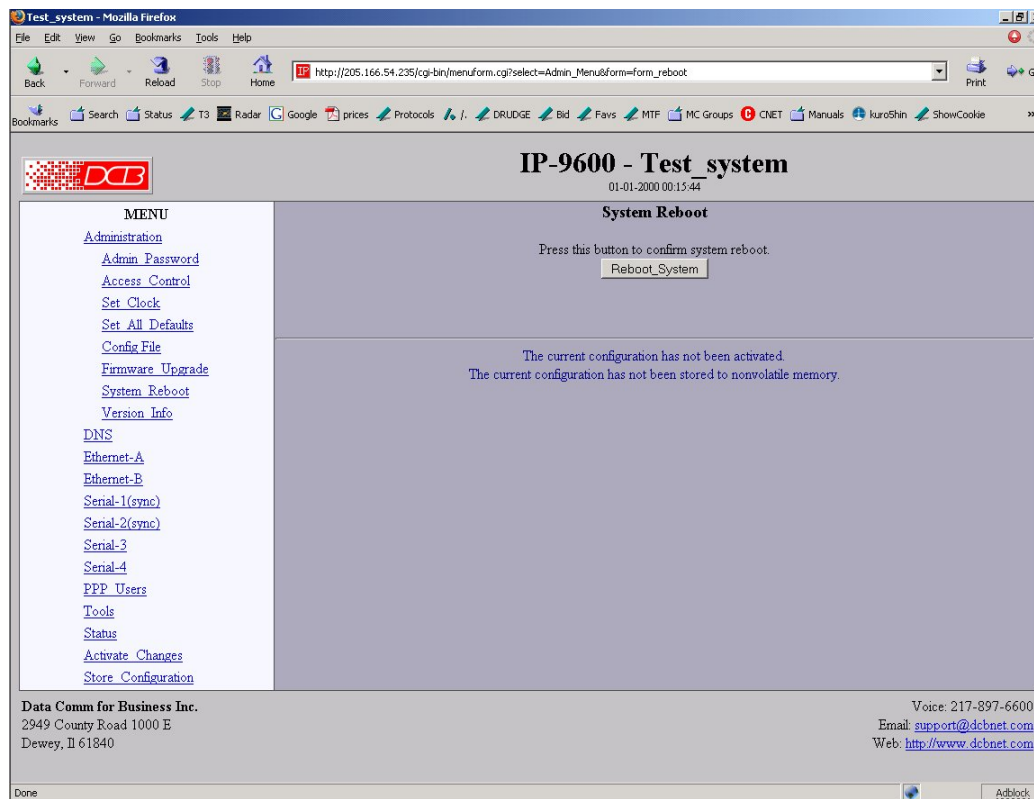 Test_system - Mozilla Firefox
File Edit View Go Bookmarks Tools Help
Back Forward Reload Stop Home http://205.166.54.235/cgi-bin/menuform.cgi?select=Admin_Menu&form=form_reboot Print G
Bookmarks Search Status T3 Radar Google prices Protocols /. DRUDGE Bid Favs MTF MC Groups CNET Manuals kuro5hin ShowCookie »
DCB
IP-9600 - Test_system
01-01-2000 00:15:44
MENU
Administration
Admin Password
Access Control
Set Clock
Set All Defaults
Config File
Firmware Upgrade
System Reboot
Version Info
DNS
Ethernet-A
Ethernet-B
Serial-1(sync)
Serial-2(sync)
Serial-3
Serial-4
PPP Users
Tools
Status
Activate Changes
Store Configuration
System Reboot
Press this button to confirm system reboot.
Reboot_System
The current configuration has not been activated.
The current configuration has not been stored to nonvolatile memory.
Data Comm for Business Inc.
2949 County Road 1000 E
Dewey, Il 61840
Voice: 217-897-6600
Email: support@dcbnet.com
Web: http://www.dcbnet.com
Done Adblock